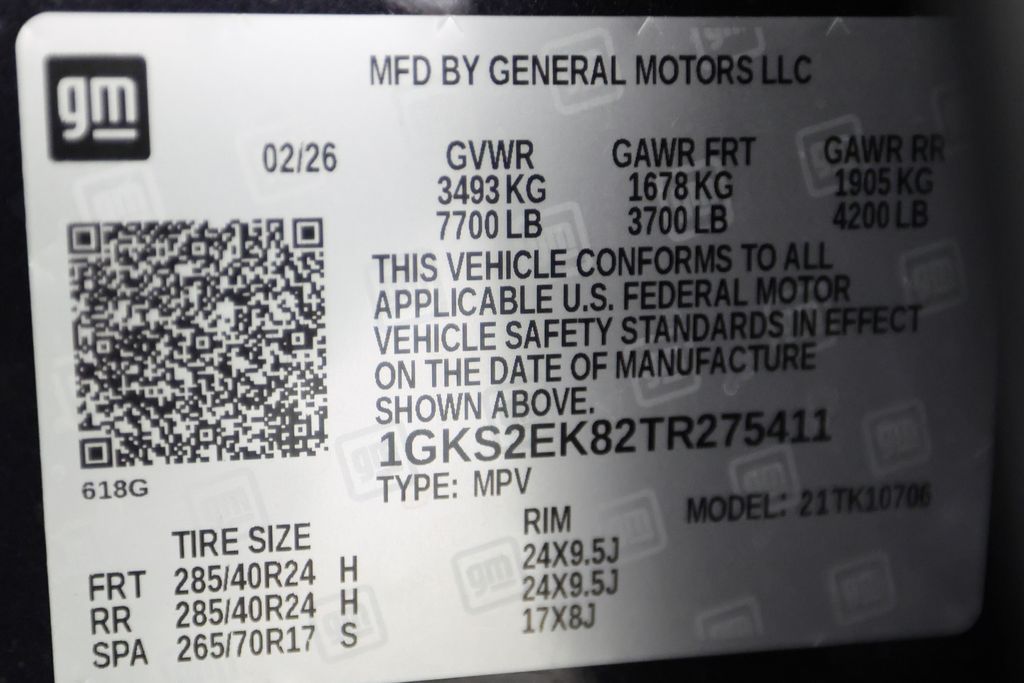 gm
MFD BY GENERAL MOTORS LLC
02/26 GVWR GAWR FRT GAWR RR
3493 KG 1678 KG 1905 KG
7700 LB 3700 LB 4200 LB
THIS VEHICLE CONFORMS TO ALL
APPLICABLE U.S. FEDERAL MOTOR
VEHICLE SAFETY STANDARDS IN EFFECT
ON THE DATE OF MANUFACTURE
SHOWN ABOVE.
1GKS2EK82TR275411
618G
TYPE: MPV MODEL: 21TK10706
TIRE SIZE RIM
FRT 285/40R24 H 24X9.5J
RR 285/40R24 H 24X9.5J
SPA 265/70R17 S 17X8J